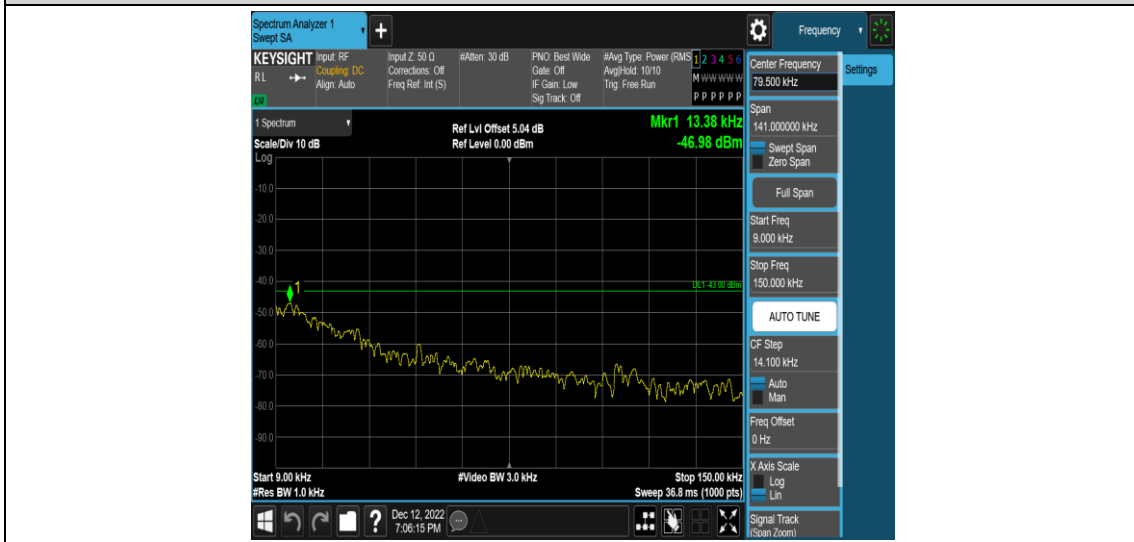 Spectrum Analyzer 1
Swept SA
+
Frequency
KEYSIGHT
RL
Input: RF
Coupling: DC
Align: Auto
Input Z: 50 Ω
Corrections: Off
Freq Ref: Int (S)
#Atten: 30 dB
PNO: Best Wide
Gate: Off
IF Gain: Low
Sig Track: Off
#Avg Type: Power (RMS
Avg|Hold: 10/10
Trig: Free Run
1 2 3 4 5 6
M W W W W W
P P P P P P
1 Spectrum
Scale/Div 10 dB
Log
Ref Lvl Offset 5.04 dB
Ref Level 0.00 dBm
Mkr1 13.38 kHz
-46.98 dBm
-10.0
-20.0
-30.0
-40.0
-50.0
-60.0
-70.0
-80.0
-90.0
1
DL1 -43.00 dBm
Start 9.00 kHz
#Res BW 1.0 kHz
#Video BW 3.0 kHz
Stop 150.00 kHz
Sweep 36.8 ms (1000 pts)
Dec 12, 2022
7:06:15 PM
?
Center Frequency
79.500 kHz
Settings
Span
141.000000 kHz
Swept Span
Zero Span
Full Span
Start Freq
9.000 kHz
Stop Freq
150.000 kHz
AUTO TUNE
CF Step
14.100 kHz
Auto
Man
Freq Offset
0 Hz
X Axis Scale
Log
Lin
Signal Track
(Span Zoom)